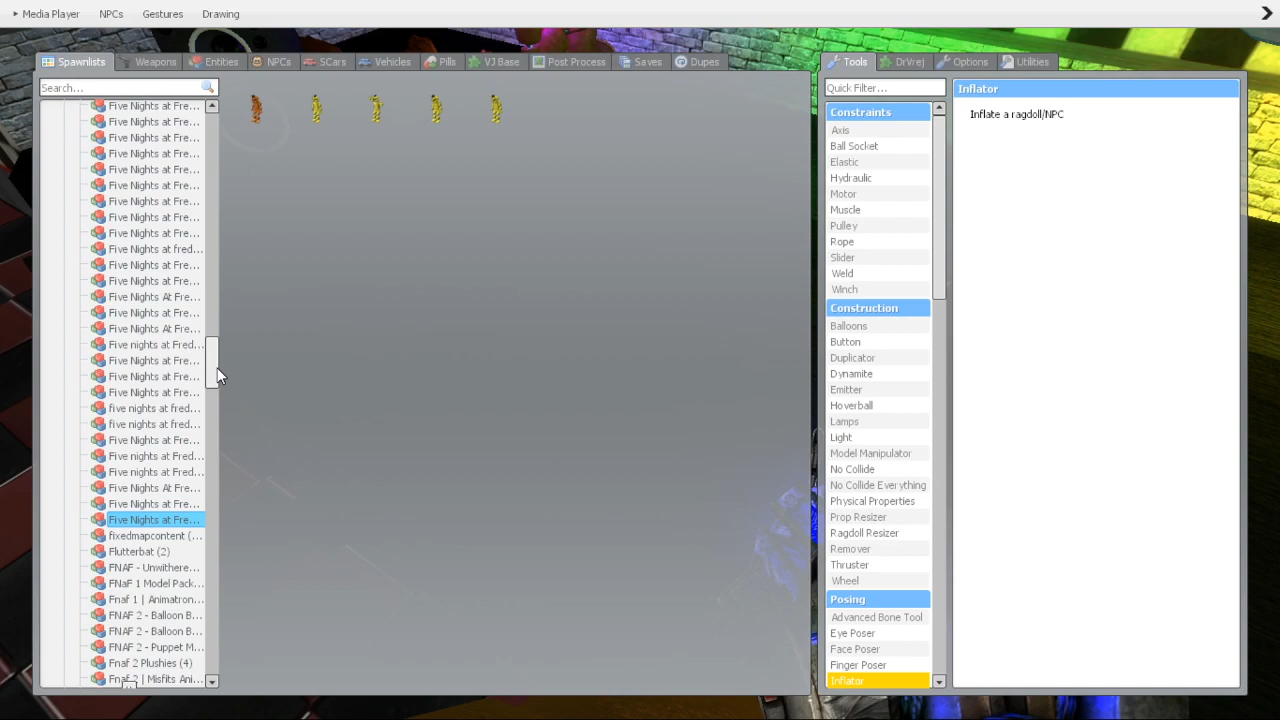 Media Player NPCs Gestures Drawing
Spawnlists Weapons Entities NPCs SCars Vehicles Pills VJ Base Post Process Saves Dupes
Search...
Five Nights at Fre...
Five Nights at Fre...
Five Nights at Fre...
Five Nights at Fre...
Five Nights at Fre...
Five Nights at Fre...
Five Nights at Fre...
Five Nights at Fre...
Five Nights at Fre...
Five Nights at fred...
Five Nights at Fre...
Five Nights at Fre...
Five Nights At Fre...
Five Nights at Fre...
Five Nights At Fre...
Five nights at Fred...
Five Nights at Fre...
Five Nights at Fre...
Five Nights at Fre...
five nights at fred...
five nights at fred...
Five Nights at Fre...
Five nights at Fred...
Five nights at Fred...
Five Nights At Fre...
Five Nights at Fre...
Five Nights at Fre...
fixedmapcontent (...
Flutterbat (2)
FNAF - Unwithere...
FNaF 1 Model Pack...
Fnaf 1 | Animatron...
FNAF 2 - Balloon B...
FNAF 2 - Balloon B...
FNAF 2 - Puppet M...
Fnaf 2 Plushies (4)
Fnaf 2 | Misfits Ani...
Tools DrVrej Options Utilities
Quick Filter...
Constraints
Axis
Ball Socket
Elastic
Hydraulic
Motor
Muscle
Pulley
Rope
Slider
Weld
Winch
Construction
Balloons
Button
Duplicator
Dynamite
Emitter
Hoverball
Lamps
Light
Model Manipulator
No Collide
No Collide Everything
Physical Properties
Prop Resizer
Ragdoll Resizer
Remover
Thruster
Wheel
Posing
Advanced Bone Tool
Eye Poser
Face Poser
Finger Poser
Inflator
Inflator
Inflate a ragdoll/NPC